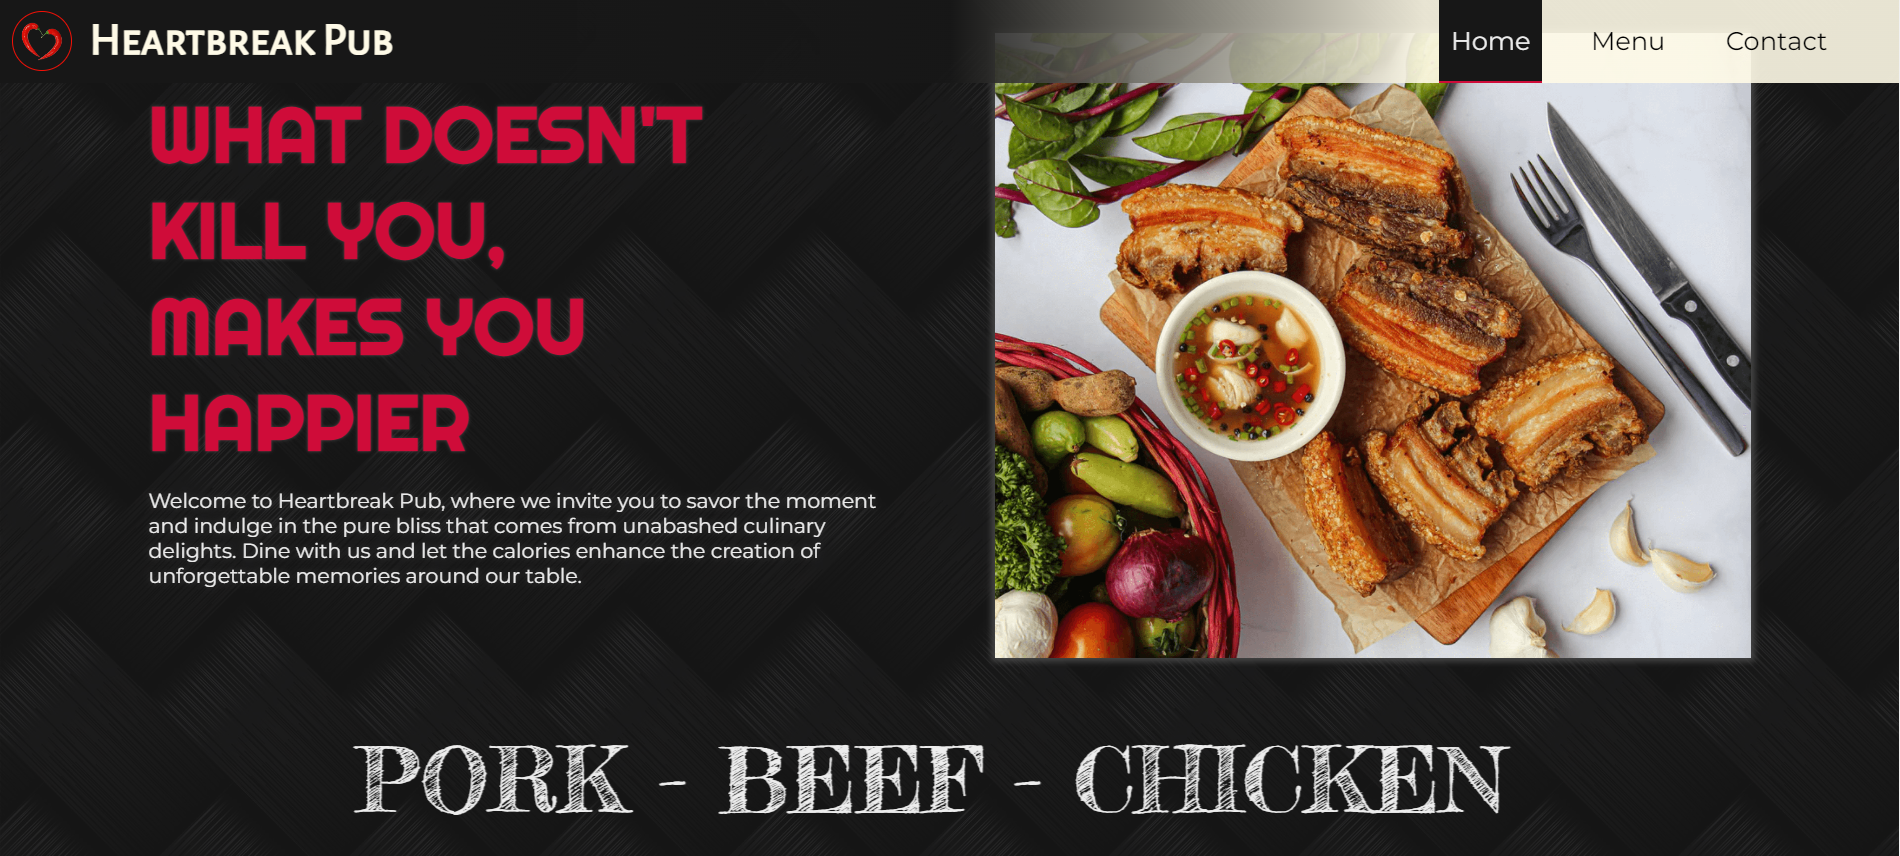 Heartbreak Pub
Home Menu Contact
WHAT DOESN'T
KILL YOU,
MAKES YOU
HAPPIER
Welcome to Heartbreak Pub, where we invite you to savor the moment
and indulge in the pure bliss that comes from unabashed culinary
delights. Dine with us and let the calories enhance the creation of
unforgettable memories around our table.
PORK - BEEF - CHICKEN